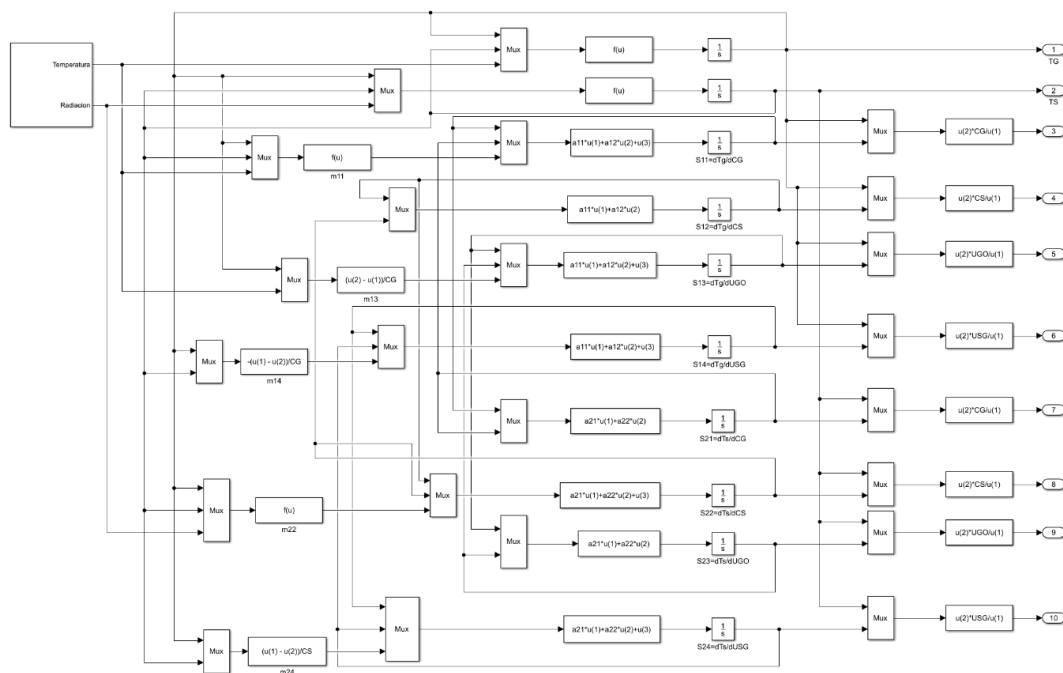 Mux
f(u)
1
s
1
TG
Temperatura
Mux
f(u)
1
s
2
TS
Radiacion
Mux
a11*u(1)+a12*u(2)+u(3)
1
s
S11=dTg/dCG
Mux
u(2)*CG/u(1)
3
Mux
f(u)
m11
Mux
a11*u(1)+a12*u(2)
1
s
S12=dTg/dCS
Mux
u(2)*CS/u(1)
4
Mux
(u(2) - u(1))/CG
m13
Mux
a11*u(1)+a12*u(2)+u(3)
1
s
S13=dTg/dUGO
Mux
u(2)*UGO/u(1)
5
Mux
-(u(1) - u(2))/CG
m14
Mux
a11*u(1)+a12*u(2)+u(3)
1
s
S14=dTg/dUSG
Mux
u(2)*USG/u(1)
6
Mux
a21*u(1)+a22*u(2)
1
s
S21=dTs/dCG
Mux
u(2)*CG/u(1)
7
Mux
f(u)
m22
Mux
a21*u(1)+a22*u(2)+u(3)
1
s
S22=dTs/dCS
Mux
u(2)*CS/u(1)
8
Mux
a21*u(1)+a22*u(2)
1
s
S23=dTs/dUGO
Mux
u(2)*UGO/u(1)
9
Mux
(u(1) - u(2))/CS
m24
Mux
a21*u(1)+a22*u(2)+u(3)
1
s
S24=dTs/dUSG
Mux
u(2)*USG/u(1)
10